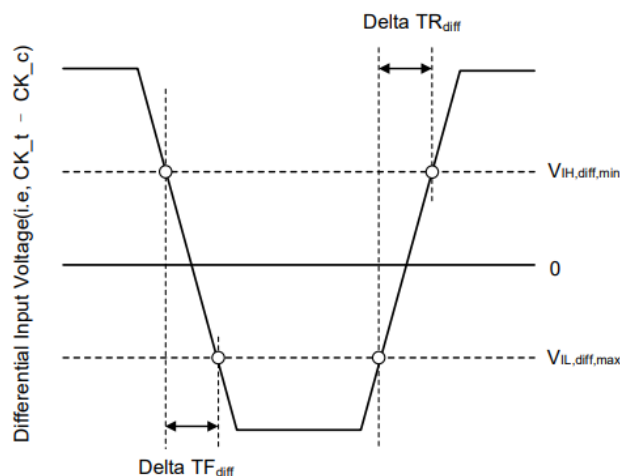 Delta TRdiff
Differential Input Voltage(i.e, CK_t – CK_c)
VIH,diff,min
0
VIL,diff,max
Delta TFdiff